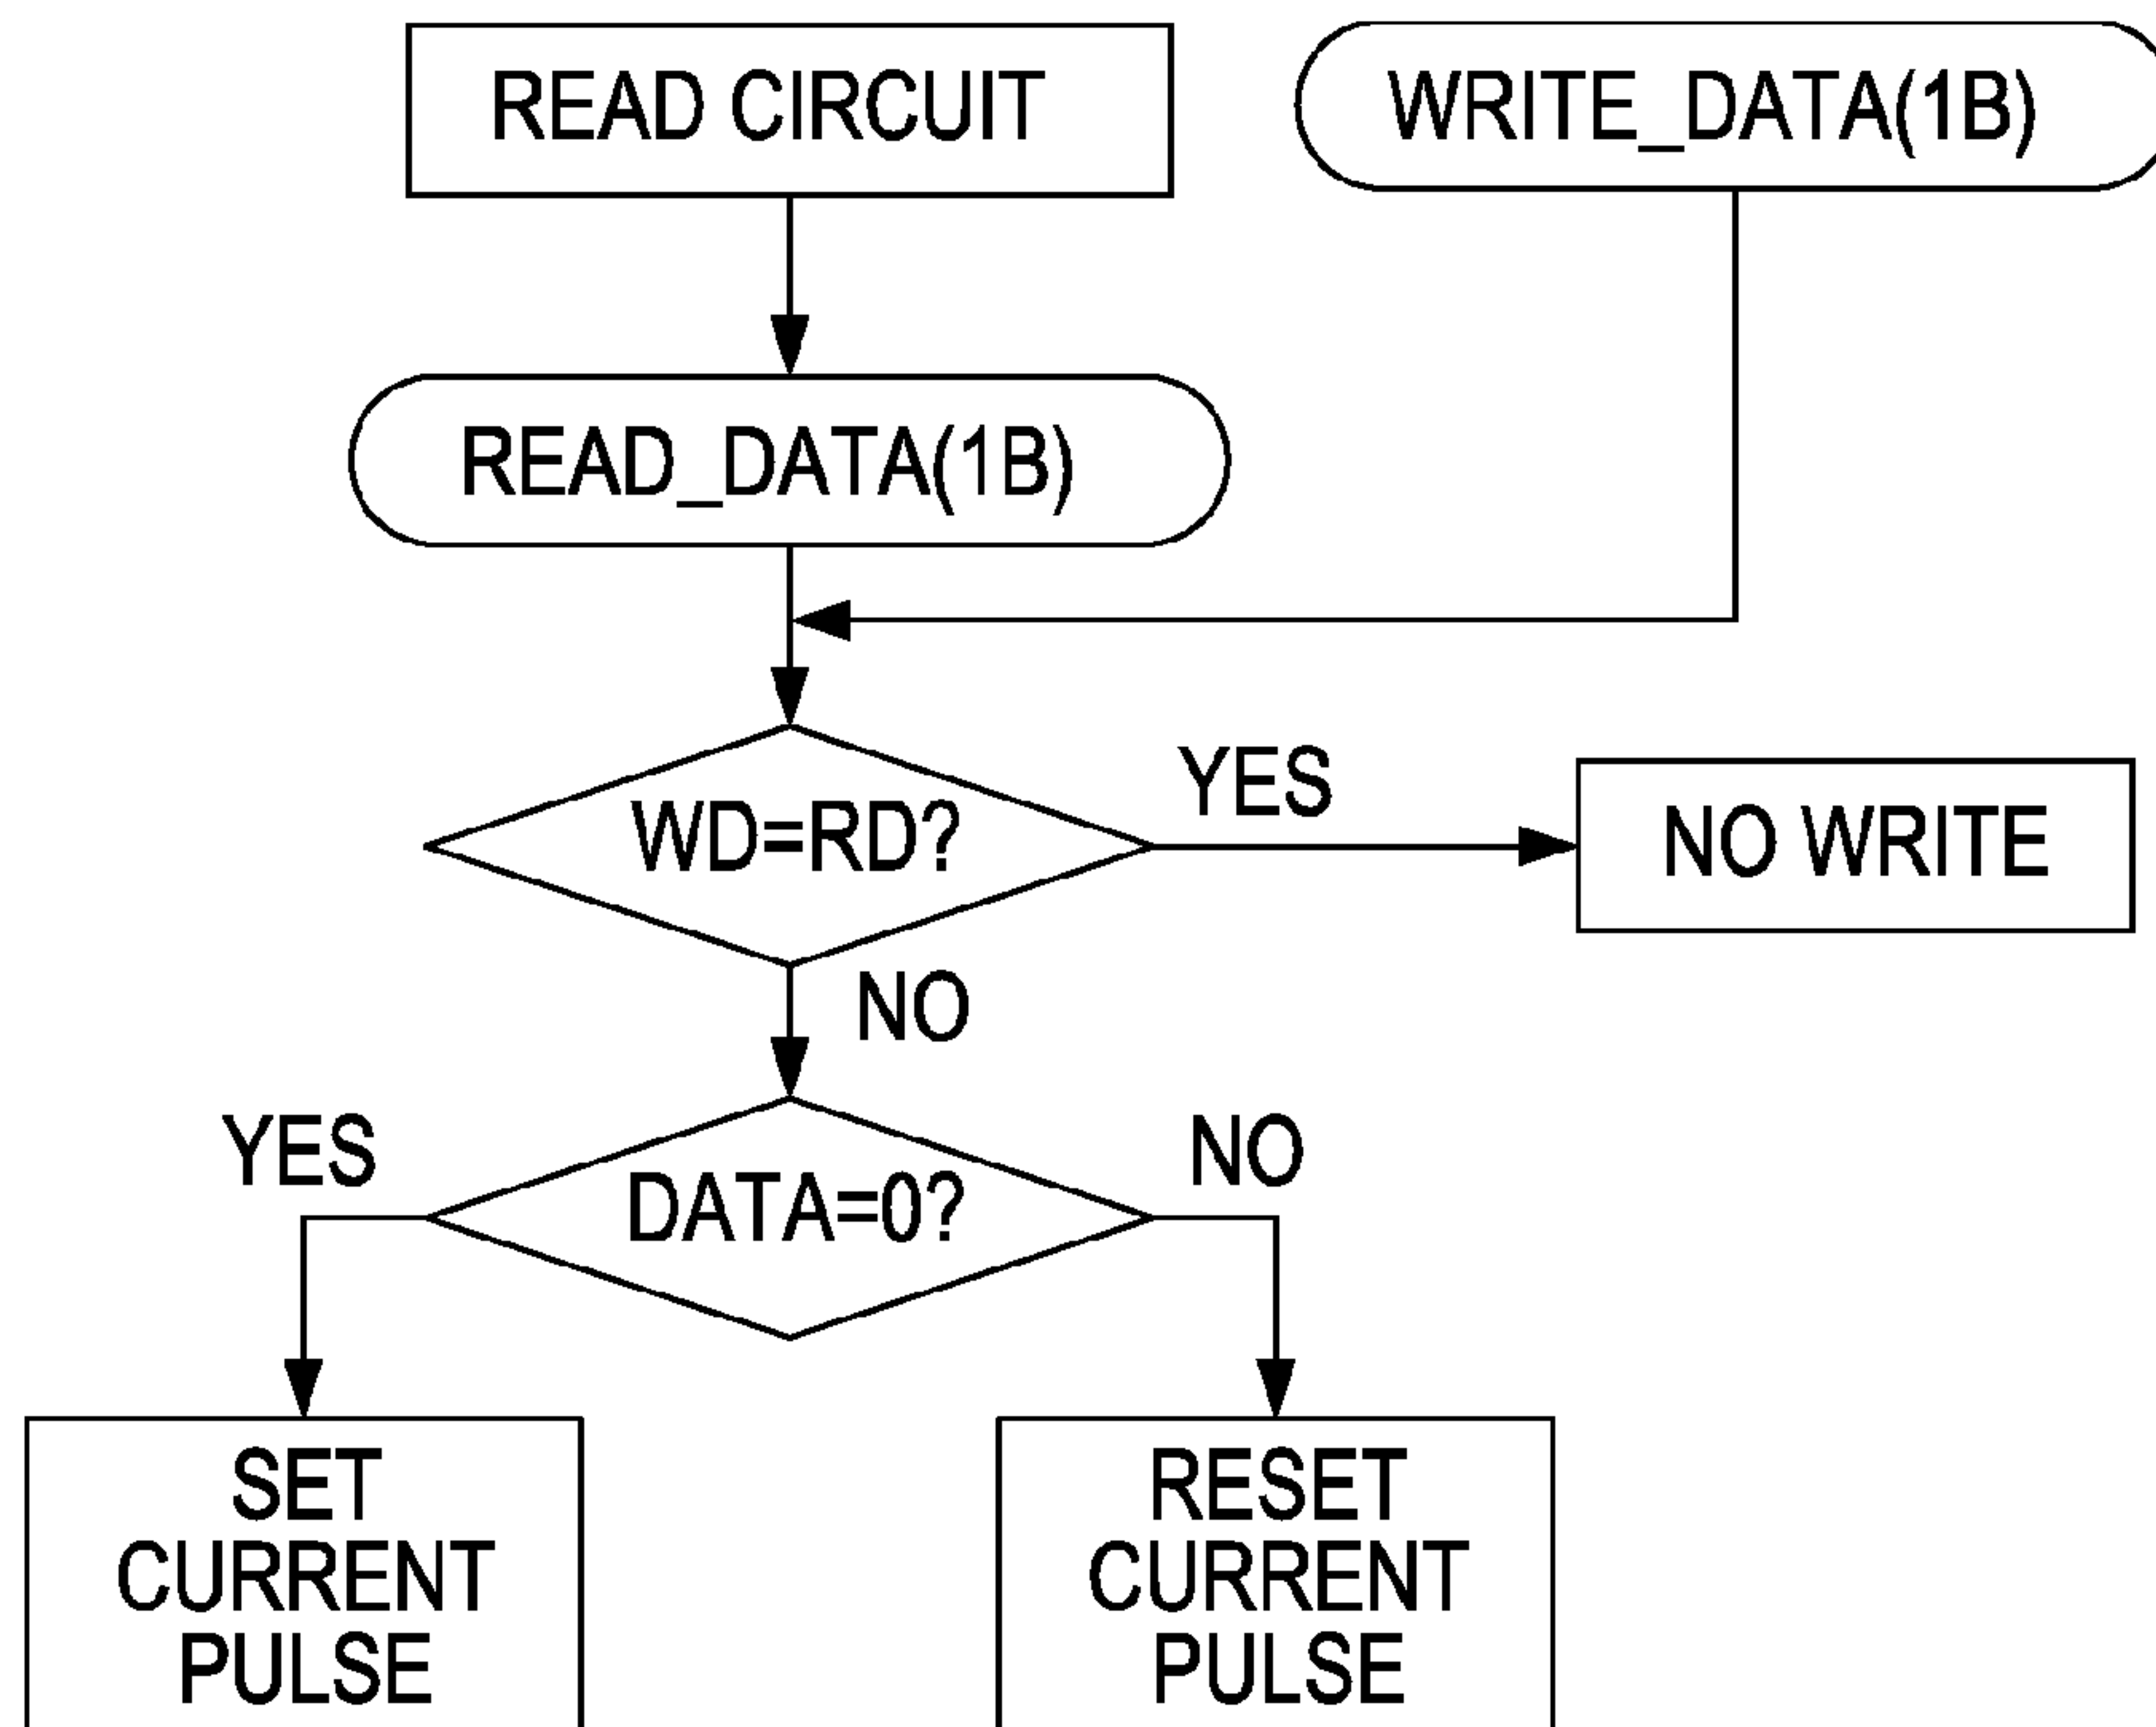 READ CIRCUIT
WRITE_DATA(1B)
READ_DATA(1B)
WD=RD?
YES
NO WRITE
NO
YES
DATA=0?
NO
SET
CURRENT
PULSE
RESET
CURRENT
PULSE